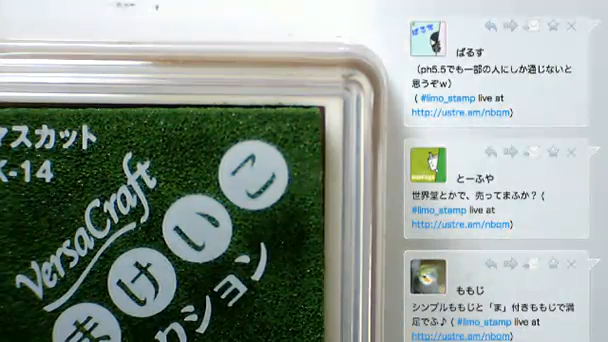 マスカット
K-14
VersaCraft
まけいこ
クション
ぱるす
（ph5.5でも一部の人にしか通じないと
思うぞｗ）
( #limo_stamp live at
http://ustre.am/nbqm)
とーふや
世界堂とかで、売ってまふか？ (
#limo_stamp live at
http://ustre.am/nbqm)
ももじ
シンプルももじと「ま」付きももじで満
足でふ♪ ( #limo_stamp live at
http://ustre.am/nbqm)